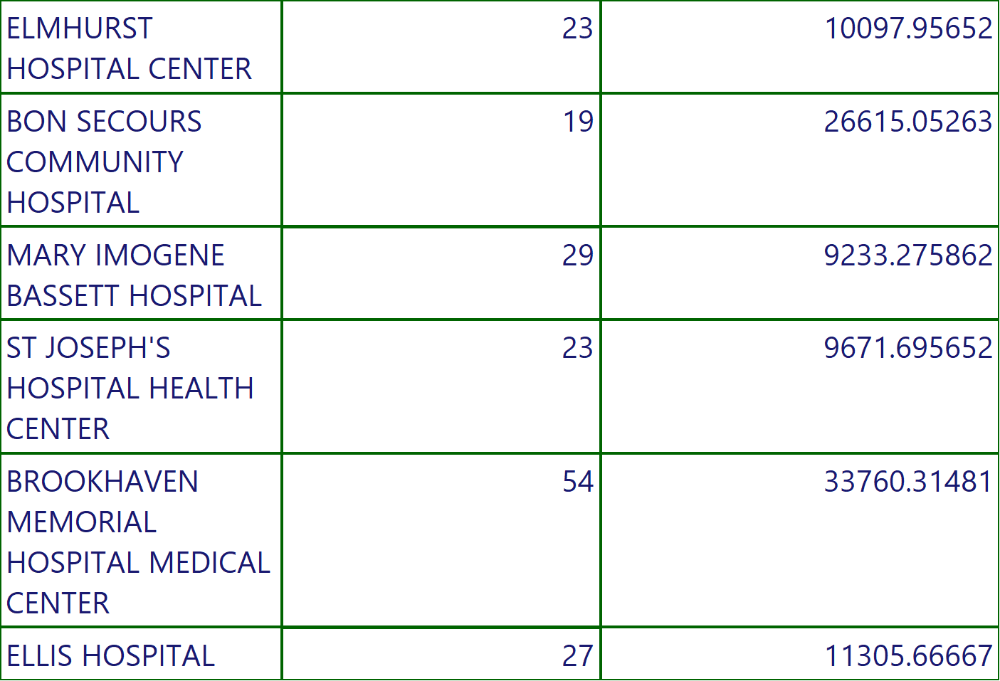 ELMHURST 23 10097.95652
HOSPITAL CENTER
BON SECOURS 19 26615.05263
COMMUNITY
HOSPITAL
MARY IMOGENE 29 9233.275862
BASSETT HOSPITAL
ST JOSEPH'S 23 9671.695652
HOSPITAL HEALTH
CENTER
BROOKHAVEN 54 33760.31481
MEMORIAL
HOSPITAL MEDICAL
CENTER
ELLIS HOSPITAL 27 11305.66667